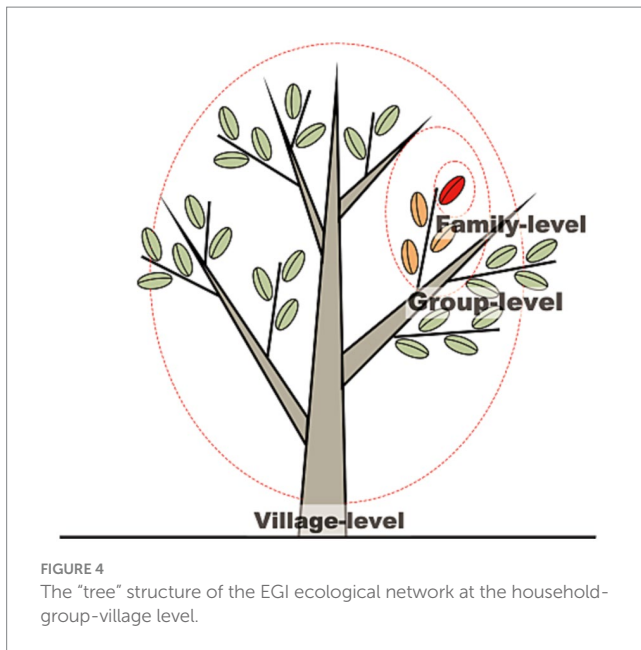 Family-level
Group-level
Village-level
FIGURE 4
The “tree” structure of the EGI ecological network at the household-
group-village level.